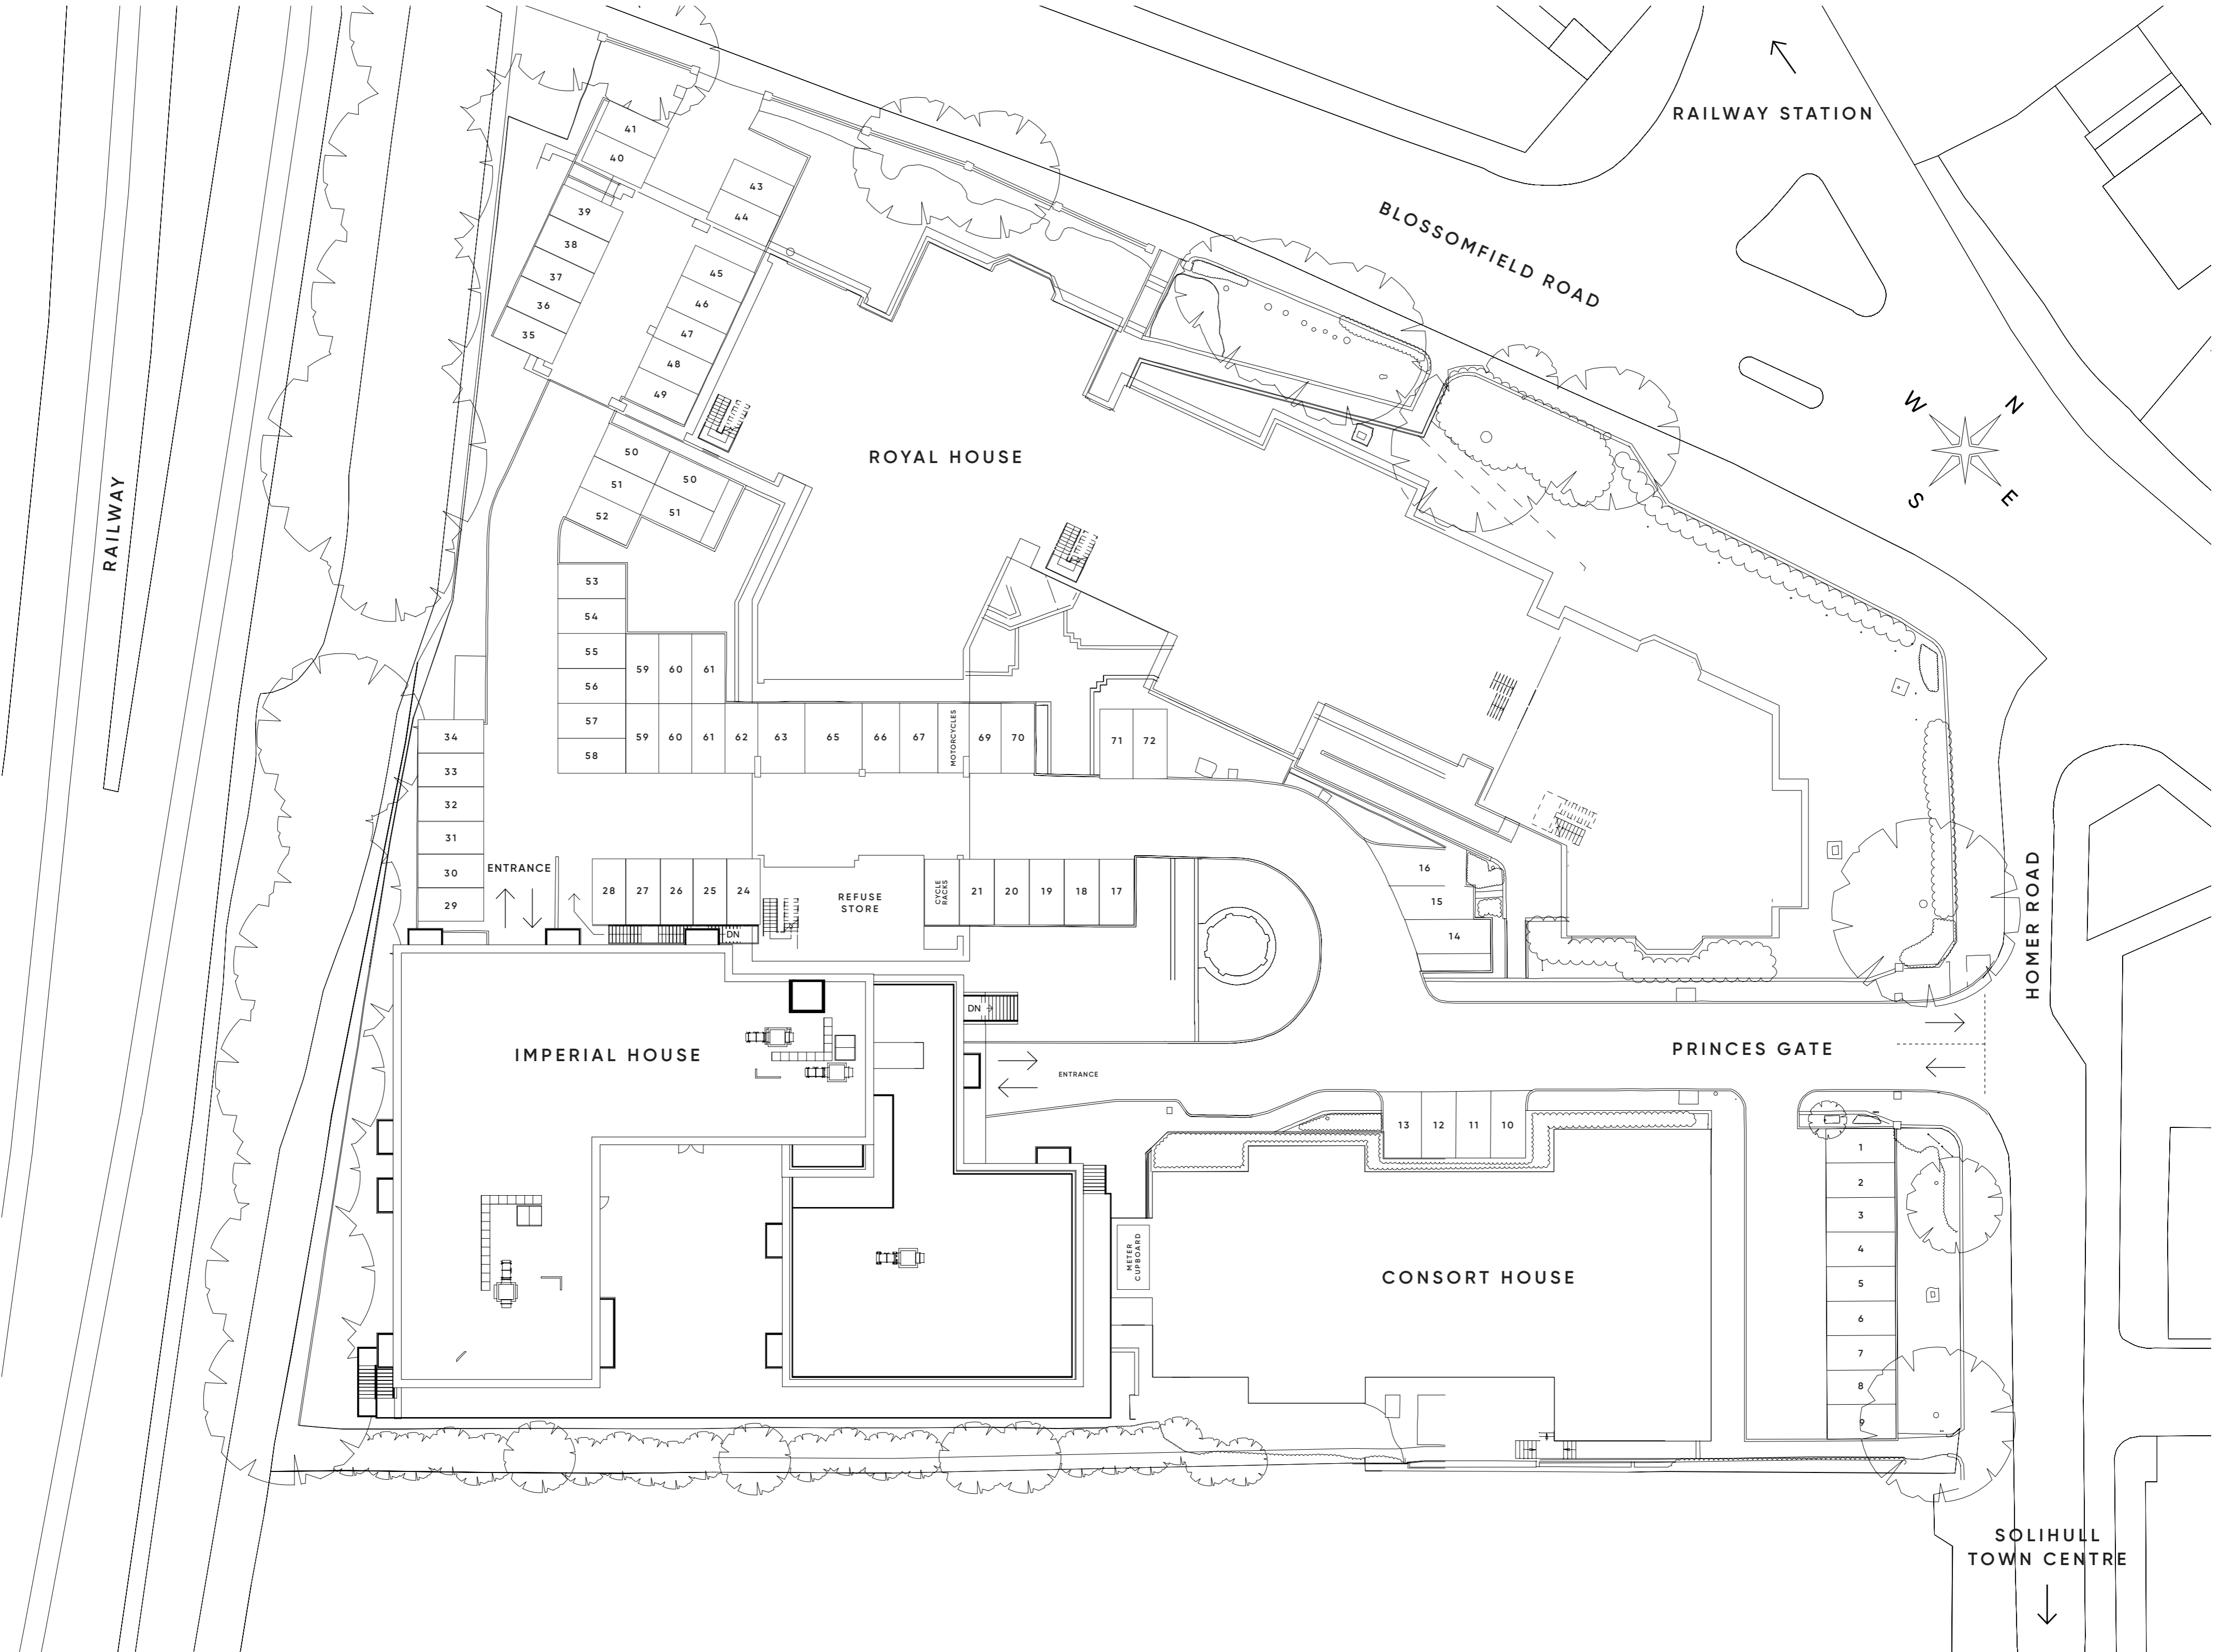 RAILWAY STATION
BLOSSOMFIELD ROAD
W
N
S
E
RAILWAY
ROYAL HOUSE
41
40
43
44
39
38
37
36
35
45
46
47
48
49
50
50
51
51
52
53
54
55
56
57
58
59
60
61
59
60
61
62
63
65
66
67
MOTORCYCLES
69
70
71
72
34
33
32
31
30
29
ENTRANCE
28
27
26
25
24
DN
REFUSE
STORE
CYCLE
RACKS
21
20
19
18
17
16
15
14
HOMER ROAD
DN
IMPERIAL HOUSE
ENTRANCE
PRINCES GATE
13
12
11
10
1
2
3
4
5
6
7
8
9
METER
CUPBOARD
CONSORT HOUSE
SOLIHULL
TOWN CENTRE